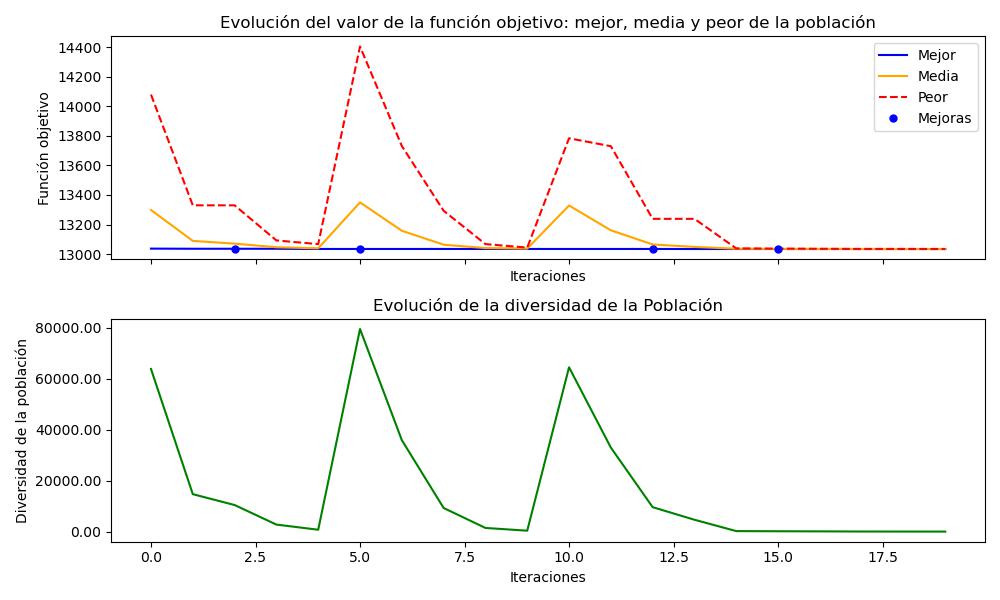 Evolución del valor de la función objetivo: mejor, media y peor de la población
14400
14200
14000
13800
13600
13400
13200
13000
Función objetivo
Mejor
Media
Peor
Mejoras
Iteraciones
Evolución de la diversidad de la Población
80000.00
60000.00
40000.00
20000.00
0.00
Diversidad de la población
0.0 2.5 5.0 7.5 10.0 12.5 15.0 17.5
Iteraciones